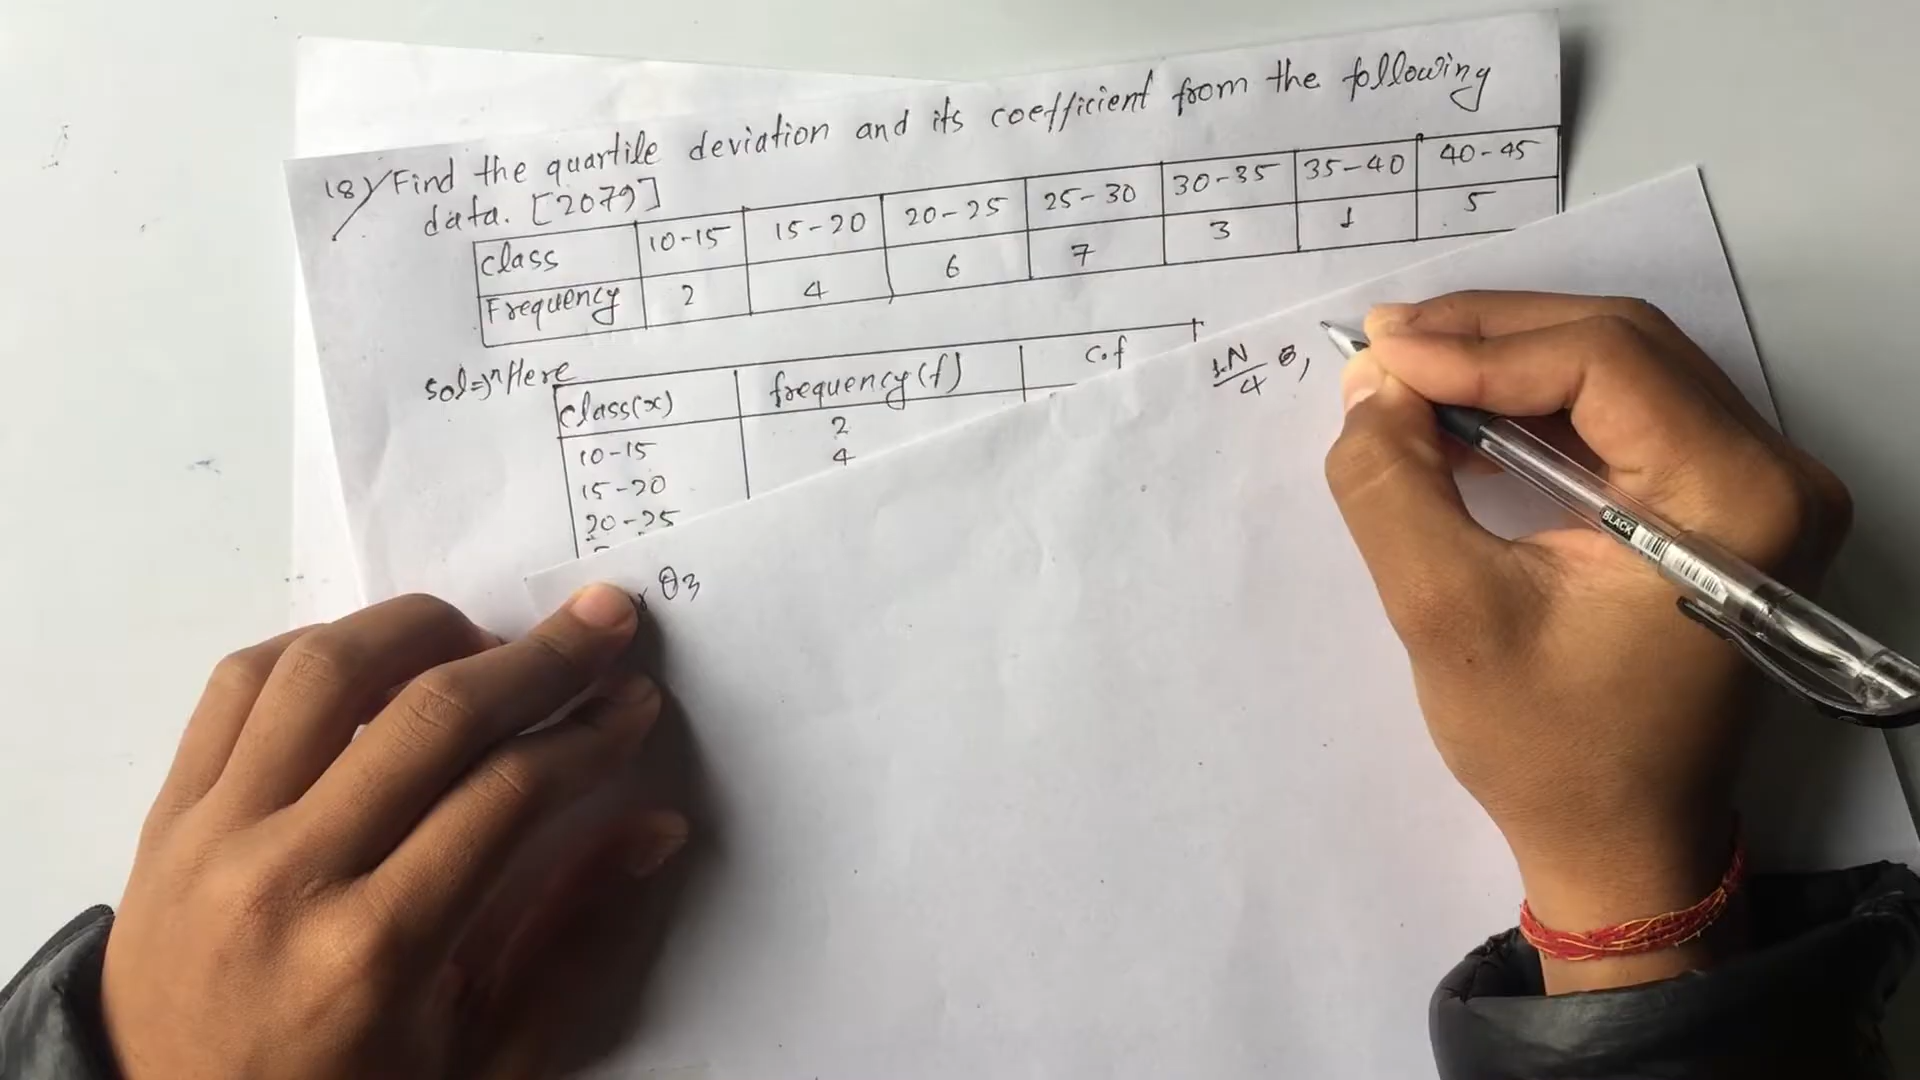 18) Find the quartile deviation and its coefficient from the following
data. [2079]
class 10-15 15-20 20-25 25-30 30-35 35-40 40-45
Frequency 2 4 6 7 3 1 5
Here
class(x) frequency(f) c.f
10-15 2
15-20 4
20-25
N/4
Q3
BLACK